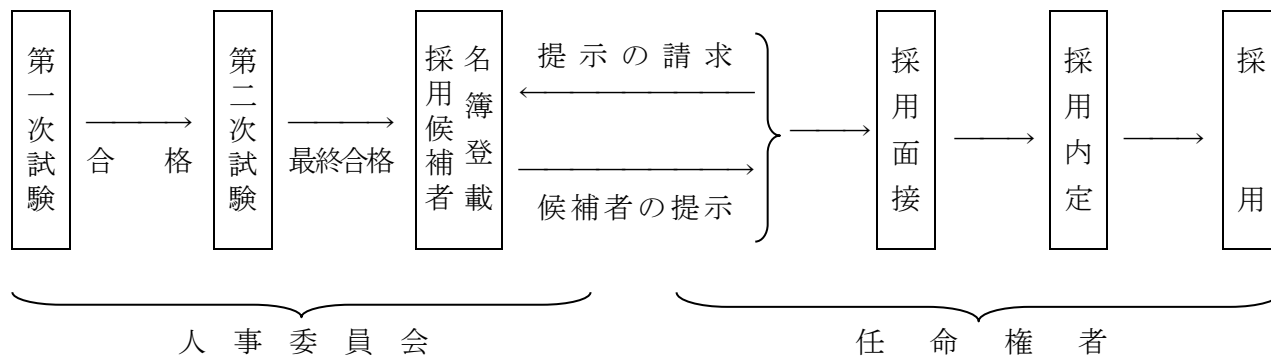 第一次試験
合格
第二次試験
最終合格
採用候補者
名簿登載
提示の請求
候補者の提示
採用面接
採用内定
採用
人事委員会
任命権者